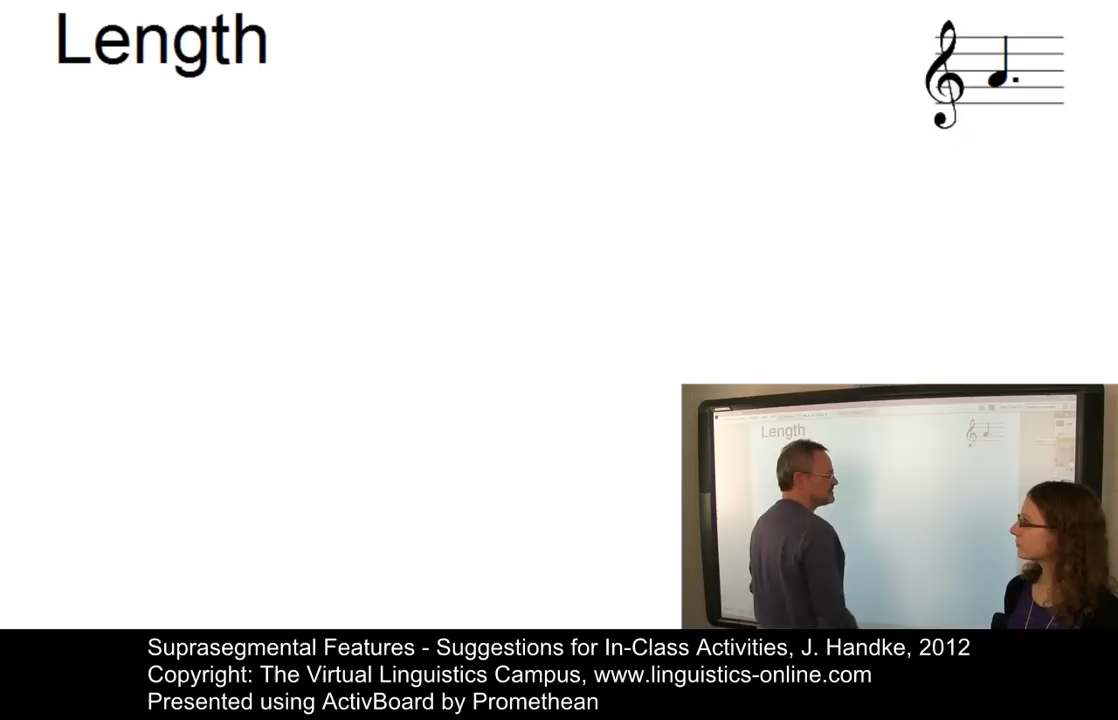 Length
Length
Suprasegmental Features - Suggestions for In-Class Activities, J. Handke, 2012
Copyright: The Virtual Linguistics Campus, www.linguistics-online.com
Presented using ActivBoard by Promethean